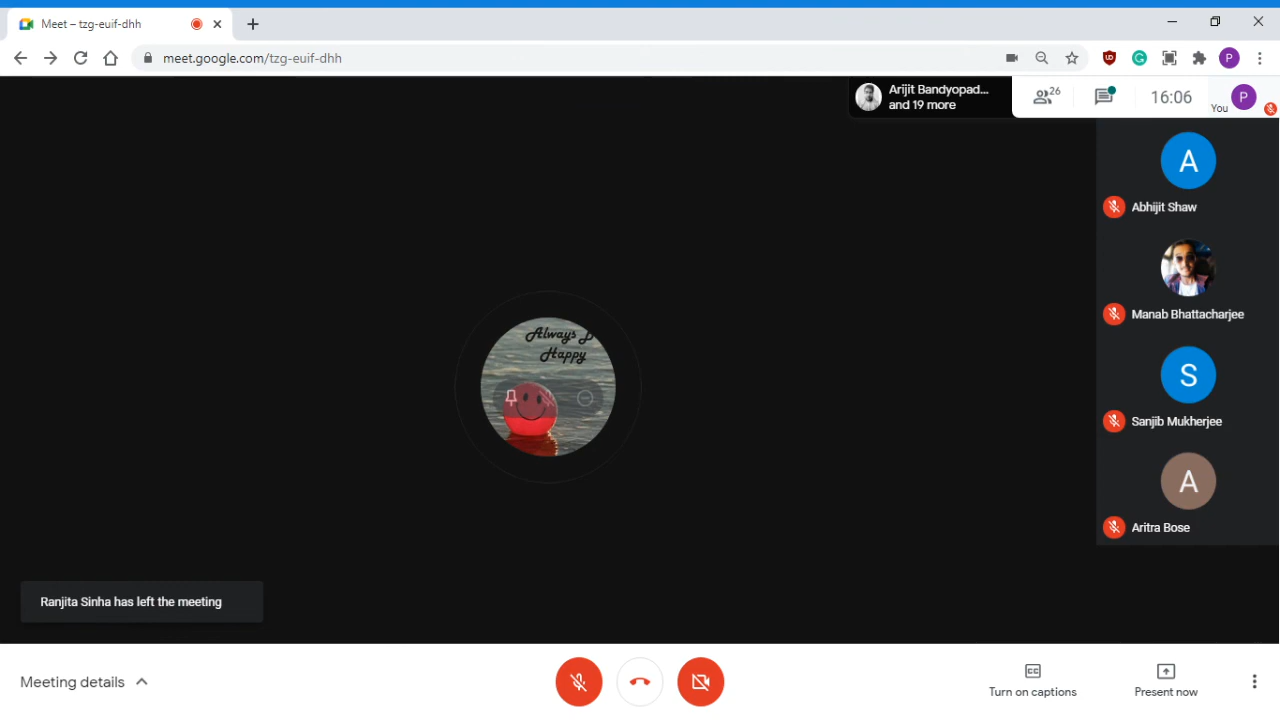 Meet – tzg-euif-dhh
meet.google.com/tzg-euif-dhh
P
Arijit Bandyopad...
and 19 more
26
16:06
You
P
A
Abhijit Shaw
Manab Bhattacharjee
S
Sanjib Mukherjee
A
Aritra Bose
Always
Happy
Ranjita Sinha has left the meeting
Meeting details
CC
Turn on captions
Present now